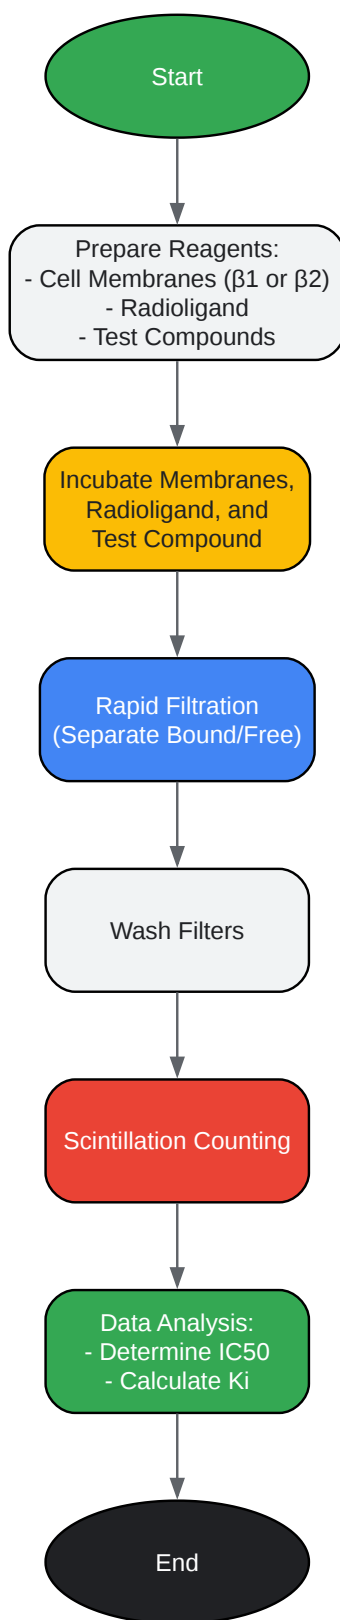 Start
Prepare Reagents:
- Cell Membranes (β1 or β2)
- Radioligand
- Test Compounds
Incubate Membranes,
Radioligand, and
Test Compound
Rapid Filtration
(Separate Bound/Free)
Wash Filters
Scintillation Counting
Data Analysis:
- Determine IC50
- Calculate Ki
End